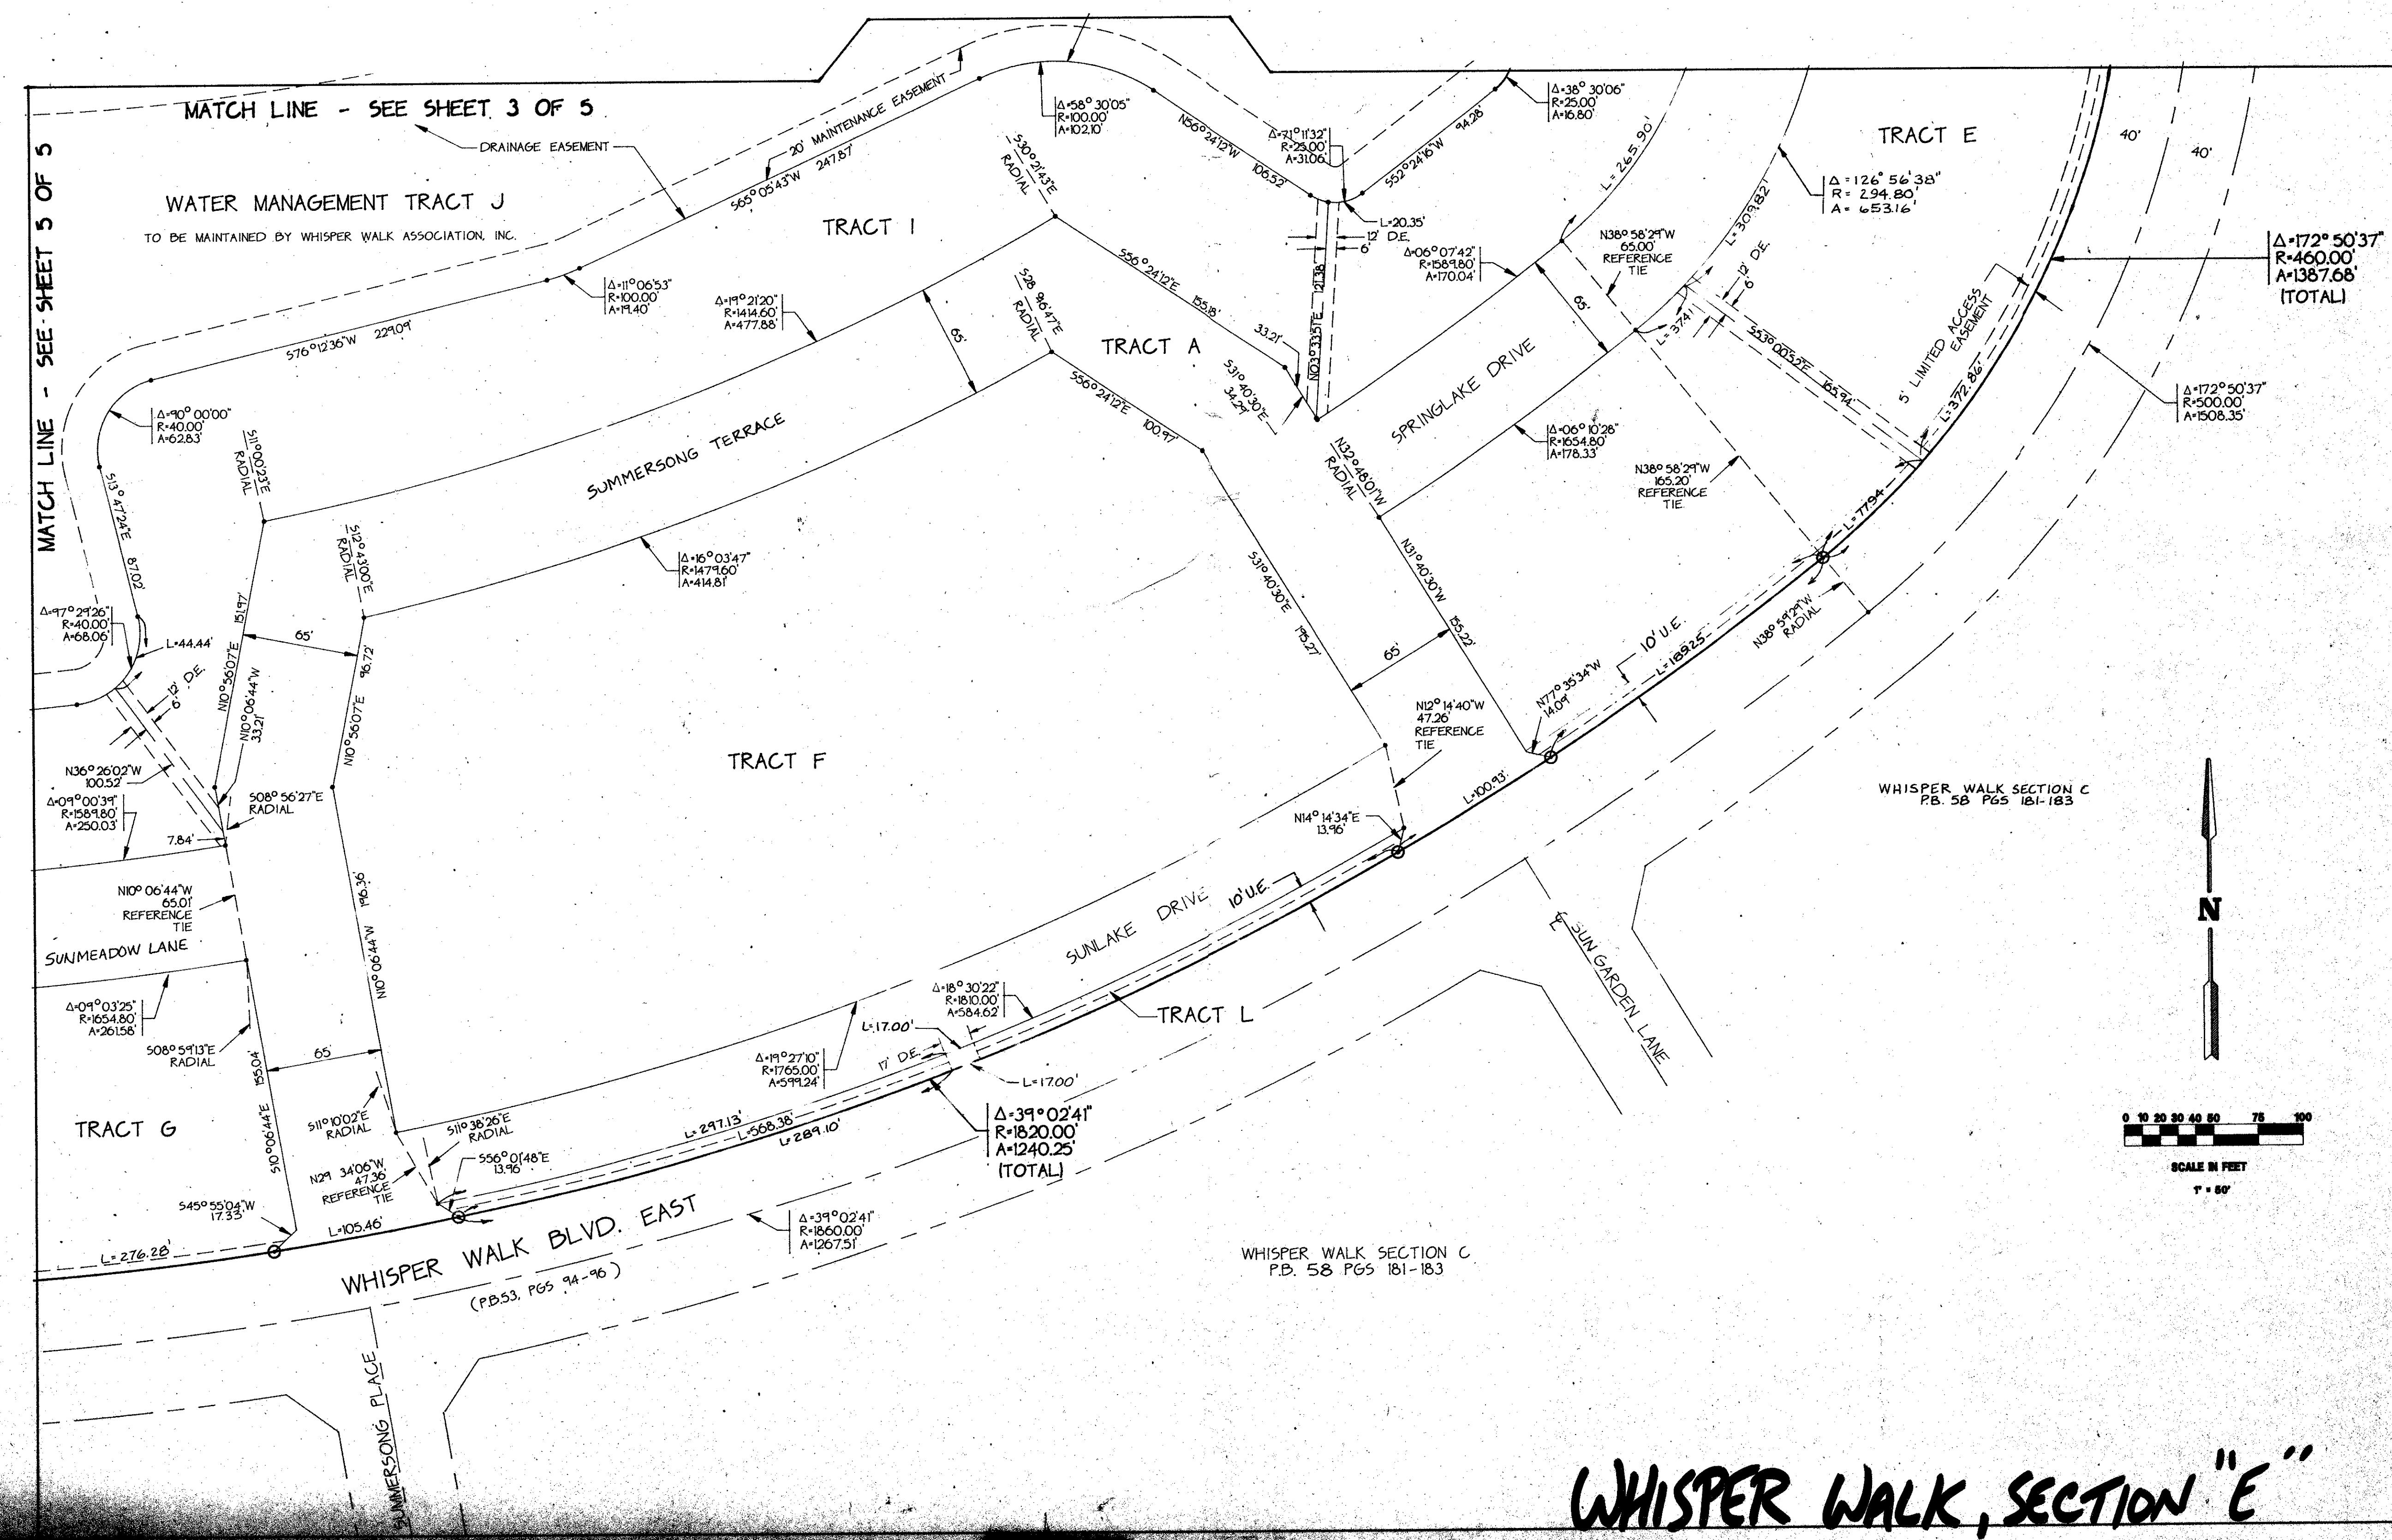 MATCH LINE - SEE SHEET 3 OF 5
MATCH LINE - SEE SHEET 5 OF 5
DRAINAGE EASEMENT
20' MAINTENANCE EASEMENT
S65°05'43"W 247.87'
WATER MANAGEMENT TRACT J
TO BE MAINTAINED BY WHISPER WALK ASSOCIATION, INC.
TRACT I
Δ=58°30'05"
R=100.00'
A=102.10'
N56°24'12"W 106.52'
Δ=71°11'32"
R=25.00'
A=31.06'
S52°24'16"W 94.28'
Δ=38°30'06"
R=25.00'
A=16.80'
L=265.90'
TRACT E
40'
40'
Δ=126°56'38"
R=294.80'
A=653.16'
L=309.82'
Δ=172°50'37"
R=460.00'
A=1387.68'
(TOTAL)
Δ=172°50'37"
R=500.00'
A=1508.35'
5' LIMITED ACCESS
EASEMENT
L=372.86'
S30°21'43"E
RADIAL
L=20.35'
12' D.E.
6'
Δ=06°07'42"
R=1589.80'
A=170.04'
N38°58'29"W
65.00'
REFERENCE
TIE
65'
12' D.E.
6'
L=37.41'
S53°00'52"E 165.94'
Δ=11°06'53"
R=100.00'
A=19.40'
S76°12'36"W 229.09'
Δ=19°21'20"
R=1414.60'
A=477.88'
65'
S28°46'47"E
RADIAL
S56°24'12"E 155.18'
33.21'
TRACT A
N03°33'51"E 121.38'
S31°40'30"E
34.29'
S56°24'12"E
100.97'
SPRINGLAKE DRIVE
Δ=06°10'28"
R=1654.80'
A=178.33'
N32°48'01"W
RADIAL
N38°58'29"W
165.20'
REFERENCE
TIE
L=77.94'
Δ=90°00'00"
R=40.00'
A=62.83'
S13°47'24"E 87.02'
S11°00'23"E
RADIAL
SUMMERSONG TERRACE
S12°43'00"E
RADIAL
Δ=16°03'47"
R=1479.60'
A=414.81'
N31°40'30"W 155.22'
S31°40'30"E 195.27'
65'
N38°59'29"W
RADIAL
10' U.E.
L=189.25'
Δ=97°29'26"
R=40.00'
A=68.06'
L=44.44'
12' D.E.
6'
N10°56'07"E 151.97'
65'
N10°56'07"E 96.72'
N10°06'44"W
33.21'
N36°26'02"W
100.52'
Δ=09°00'39"
R=1589.80'
A=250.03'
S08°56'27"E
RADIAL
7.84'
TRACT F
N12°14'40"W
47.26'
REFERENCE
TIE
N77°35'34"W
14.09'
L=100.93'
N14°14'34"E
13.96'
WHISPER WALK SECTION C
P.B. 58 PGS 181-183
N10°06'44"W
65.01'
REFERENCE
TIE
SUNMEADOW LANE
N10°06'44"W 196.36'
SUNLAKE DRIVE
10' U.E.
℄ SUN GARDEN LANE
N
Δ=09°03'25"
R=1654.80'
A=261.58'
S08°59'13"E
RADIAL
65'
Δ=18°30'22"
R=1810.00'
A=584.62'
L=17.00'
17' D.E.
TRACT L
Δ=19°27'10"
R=1765.00'
A=599.24'
L=17.00'
TRACT G
S10°06'44"E 155.04'
S11°10'02"E
RADIAL
S11°38'26"E
RADIAL
L=297.13'
L=568.38'
L=289.10'
Δ=39°02'41"
R=1820.00'
A=1240.25'
(TOTAL)
N29°34'06"W
47.36'
REFERENCE
TIE
S56°01'48"E
13.96'
S45°55'04"W
17.33'
L=105.46'
L=276.28'
WHISPER WALK BLVD. EAST
(P.B.53, PGS 94-96)
Δ=39°02'41"
R=1860.00'
A=1267.51'
WHISPER WALK SECTION C
P.B. 58 PGS 181-183
0 10 20 30 40 50 75 100
SCALE IN FEET
1" = 50'
SUMMERSONG PLACE
WHISPER WALK, SECTION "E"